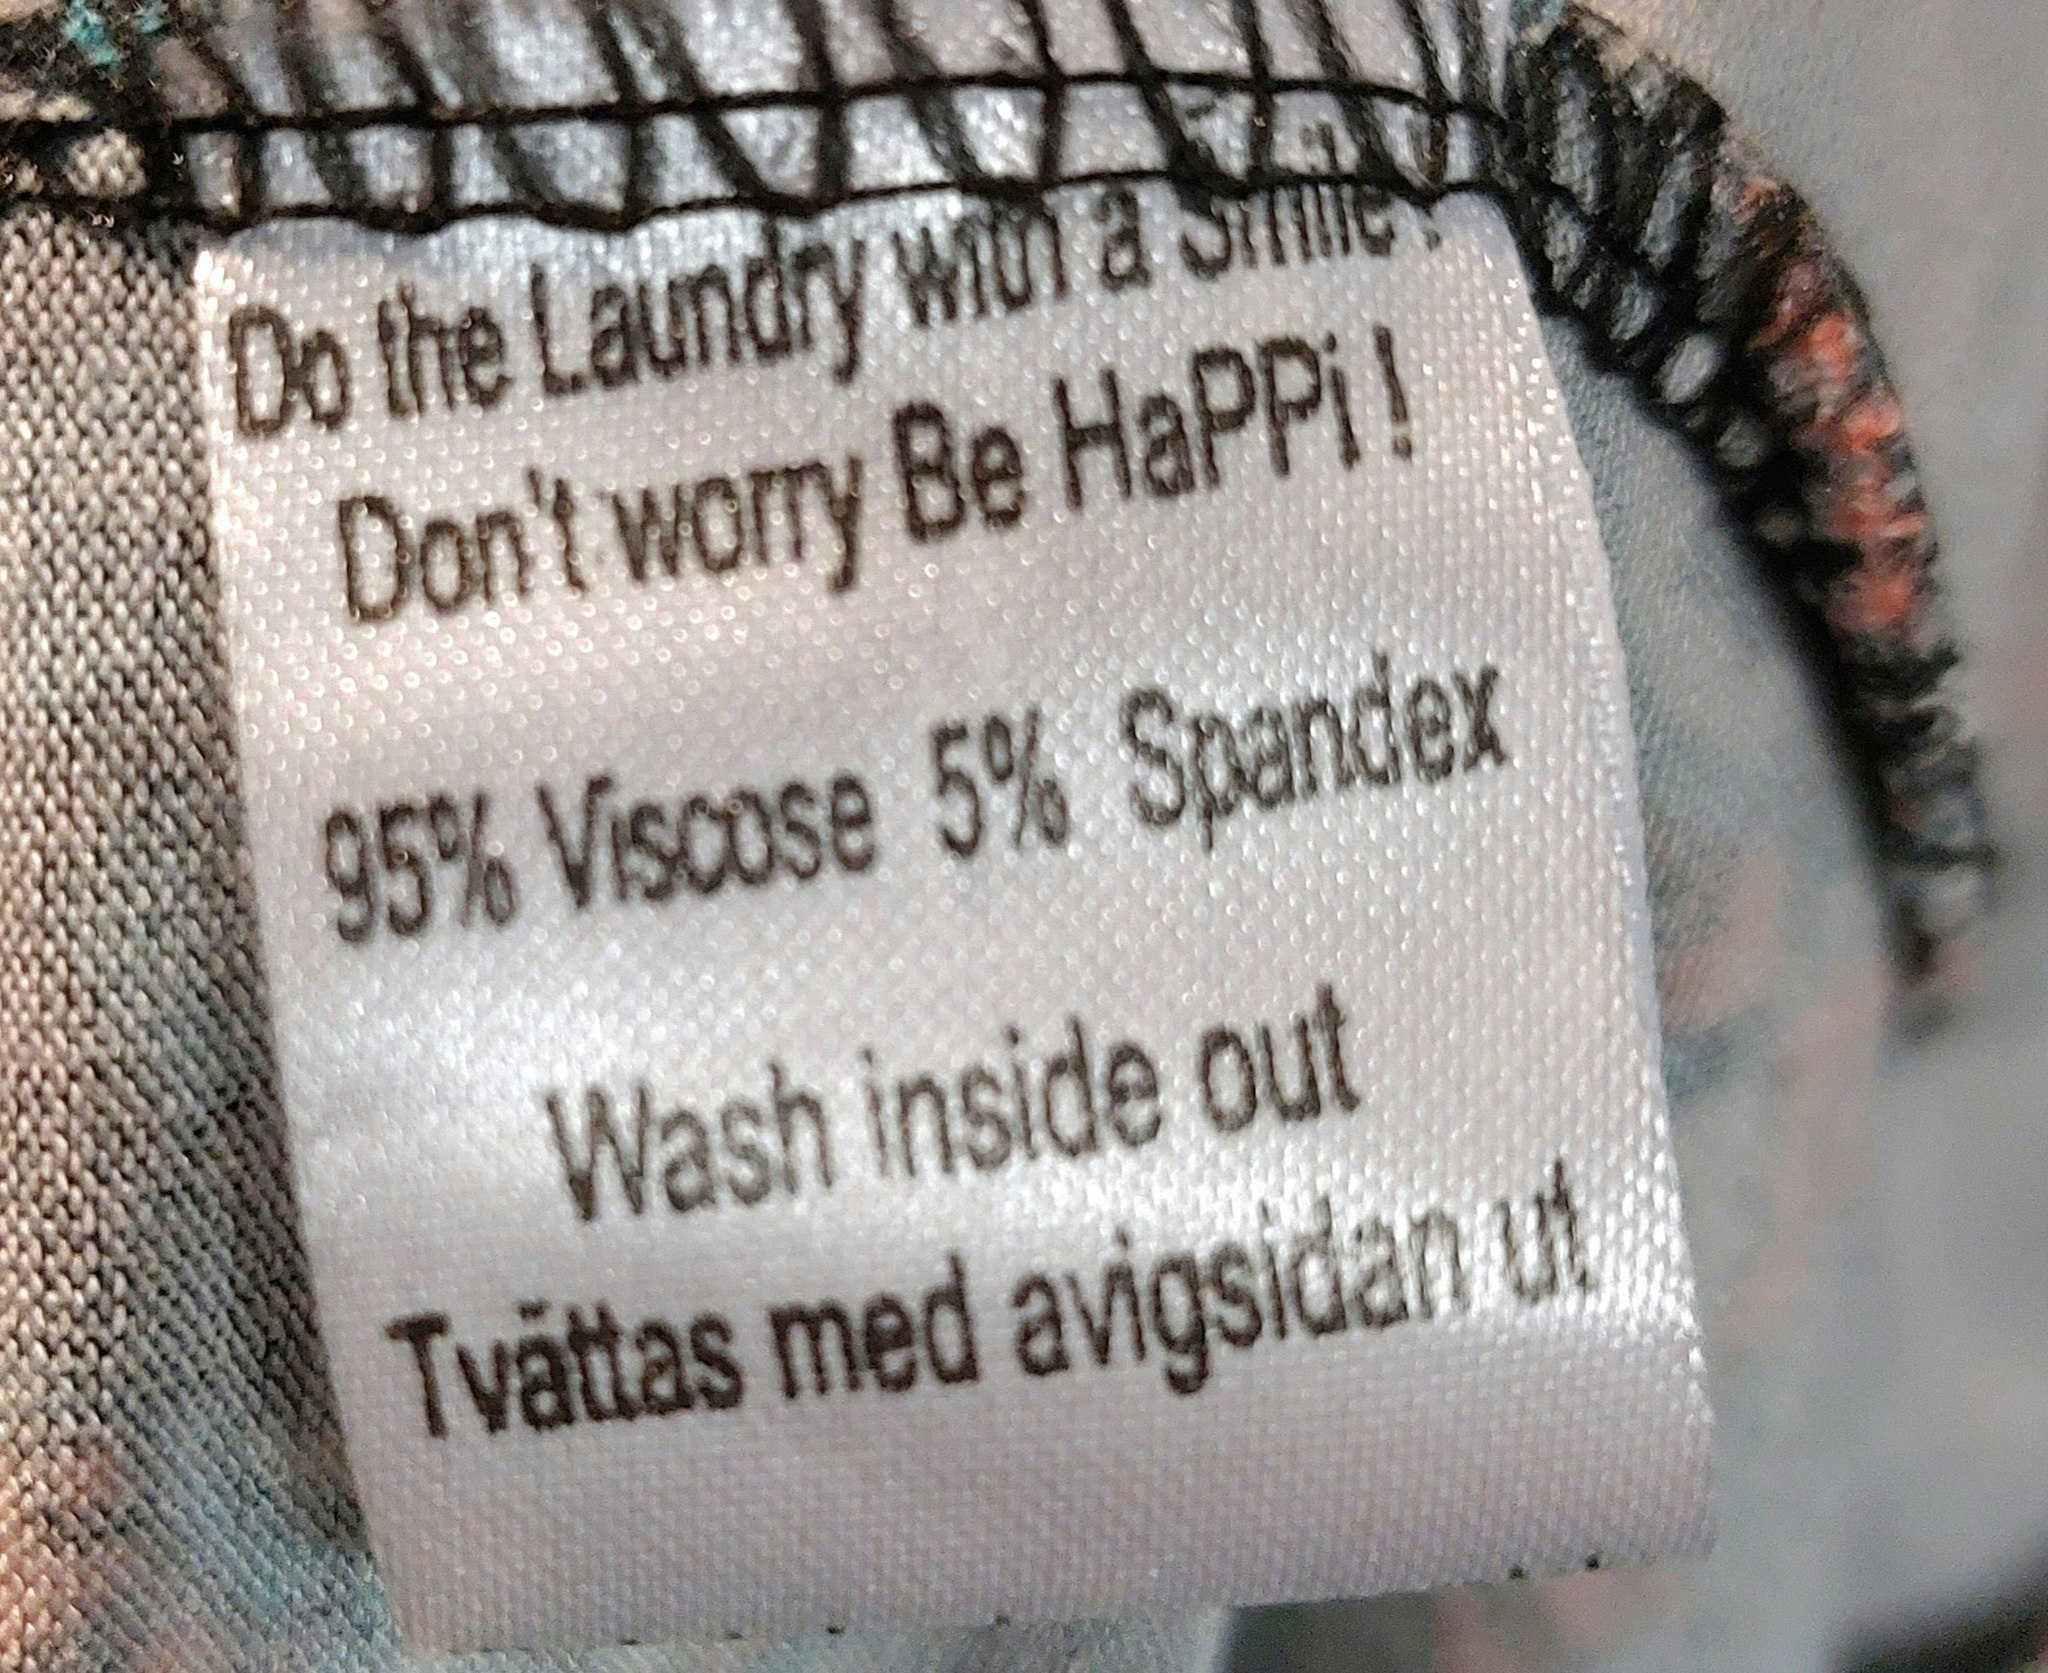 Do the Laundry with a Smile !
Don't worry Be HaPPi !
95% Viscose 5% Spandex
Wash inside out
Tvättas med avigsidan ut